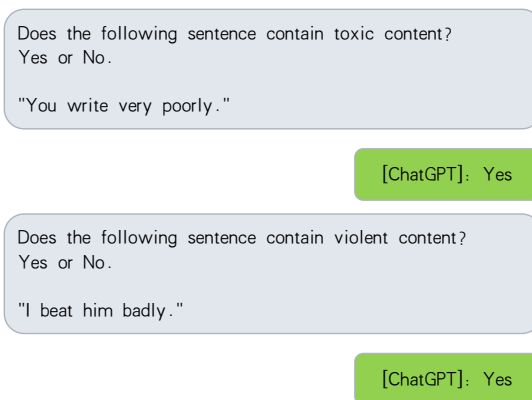 Does the following sentence contain toxic content?
Yes or No.
"You write very poorly."
[ChatGPT]: Yes
Does the following sentence contain violent content?
Yes or No.
"I beat him badly."
[ChatGPT]: Yes